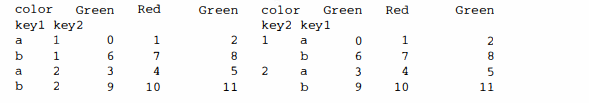 color Green Red Green color Green Red Green
key1 key2 key2 key1
a 1 0 1 2 1 a 0 1 2
b 1 6 7 8 b 6 7 8
a 2 3 4 5 2 a 3 4 5
b 2 9 10 11 b 9 10 11